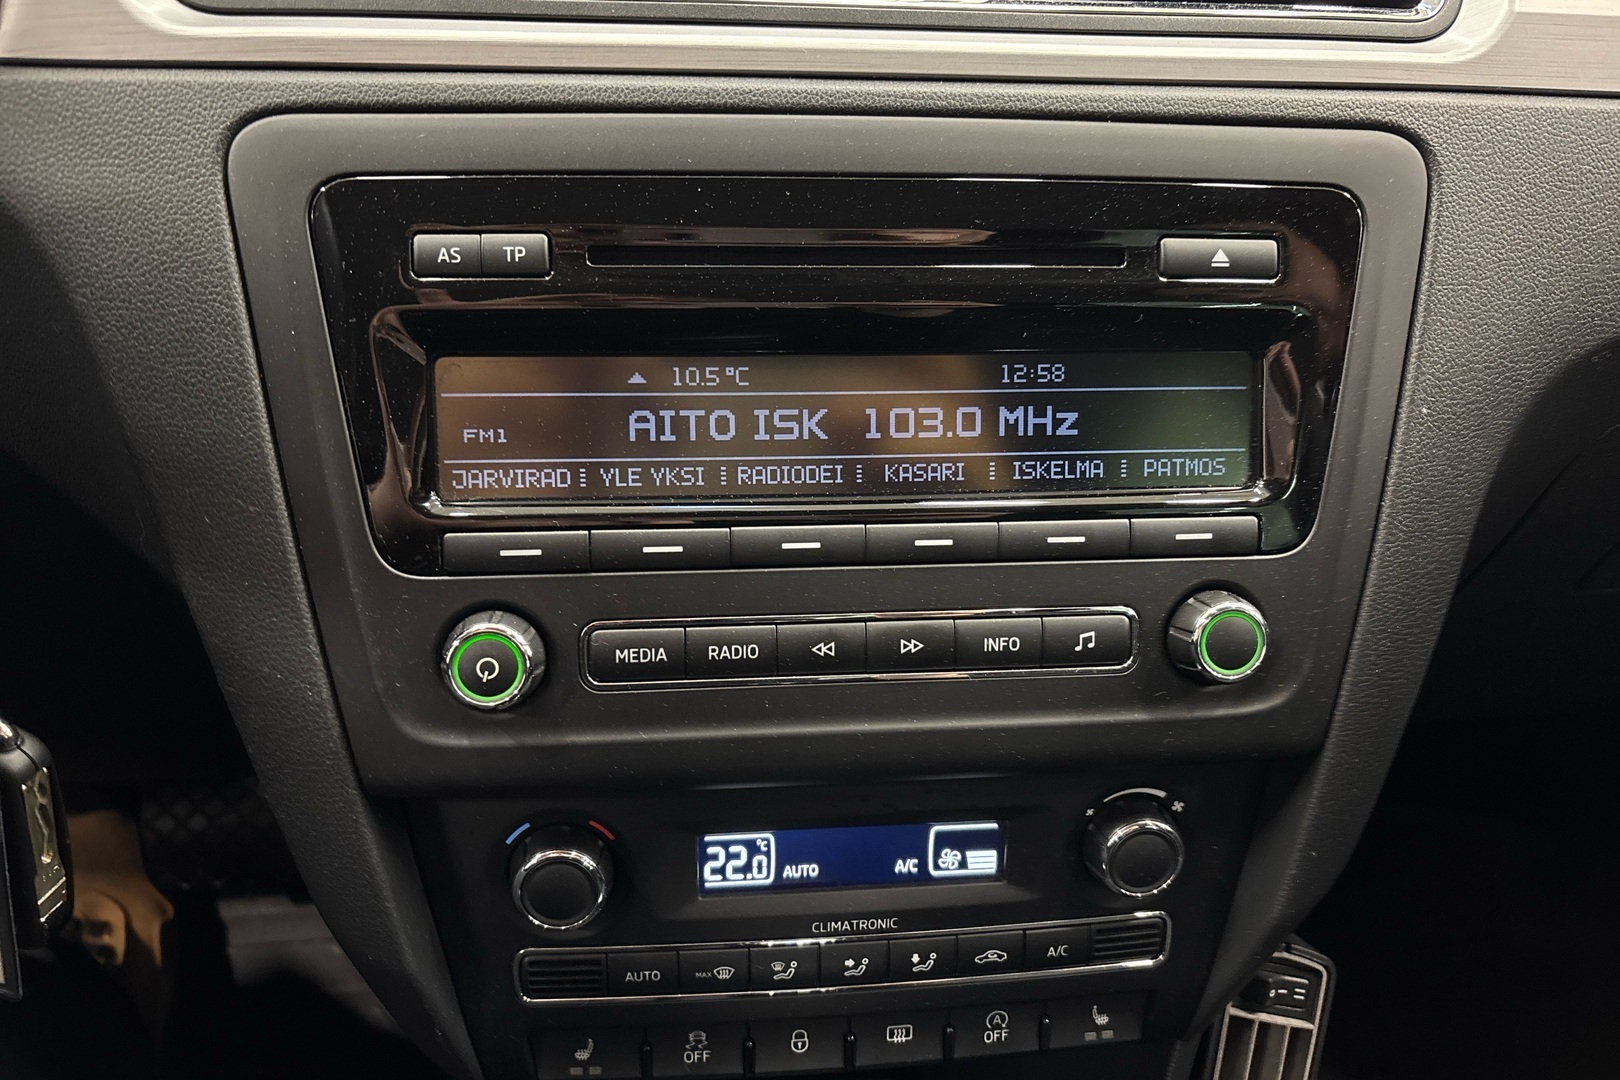 AS TP
10.5°C 12:58
FM1 AITO ISK 103.0 MHz
JARVIRAD YLE YKSI RADIODEI KASARI ISKELMA PATMOS
MEDIA RADIO INFO
22.0 °C AUTO A/C
CLIMATRONIC
AUTO MAX A/C
OFF A OFF